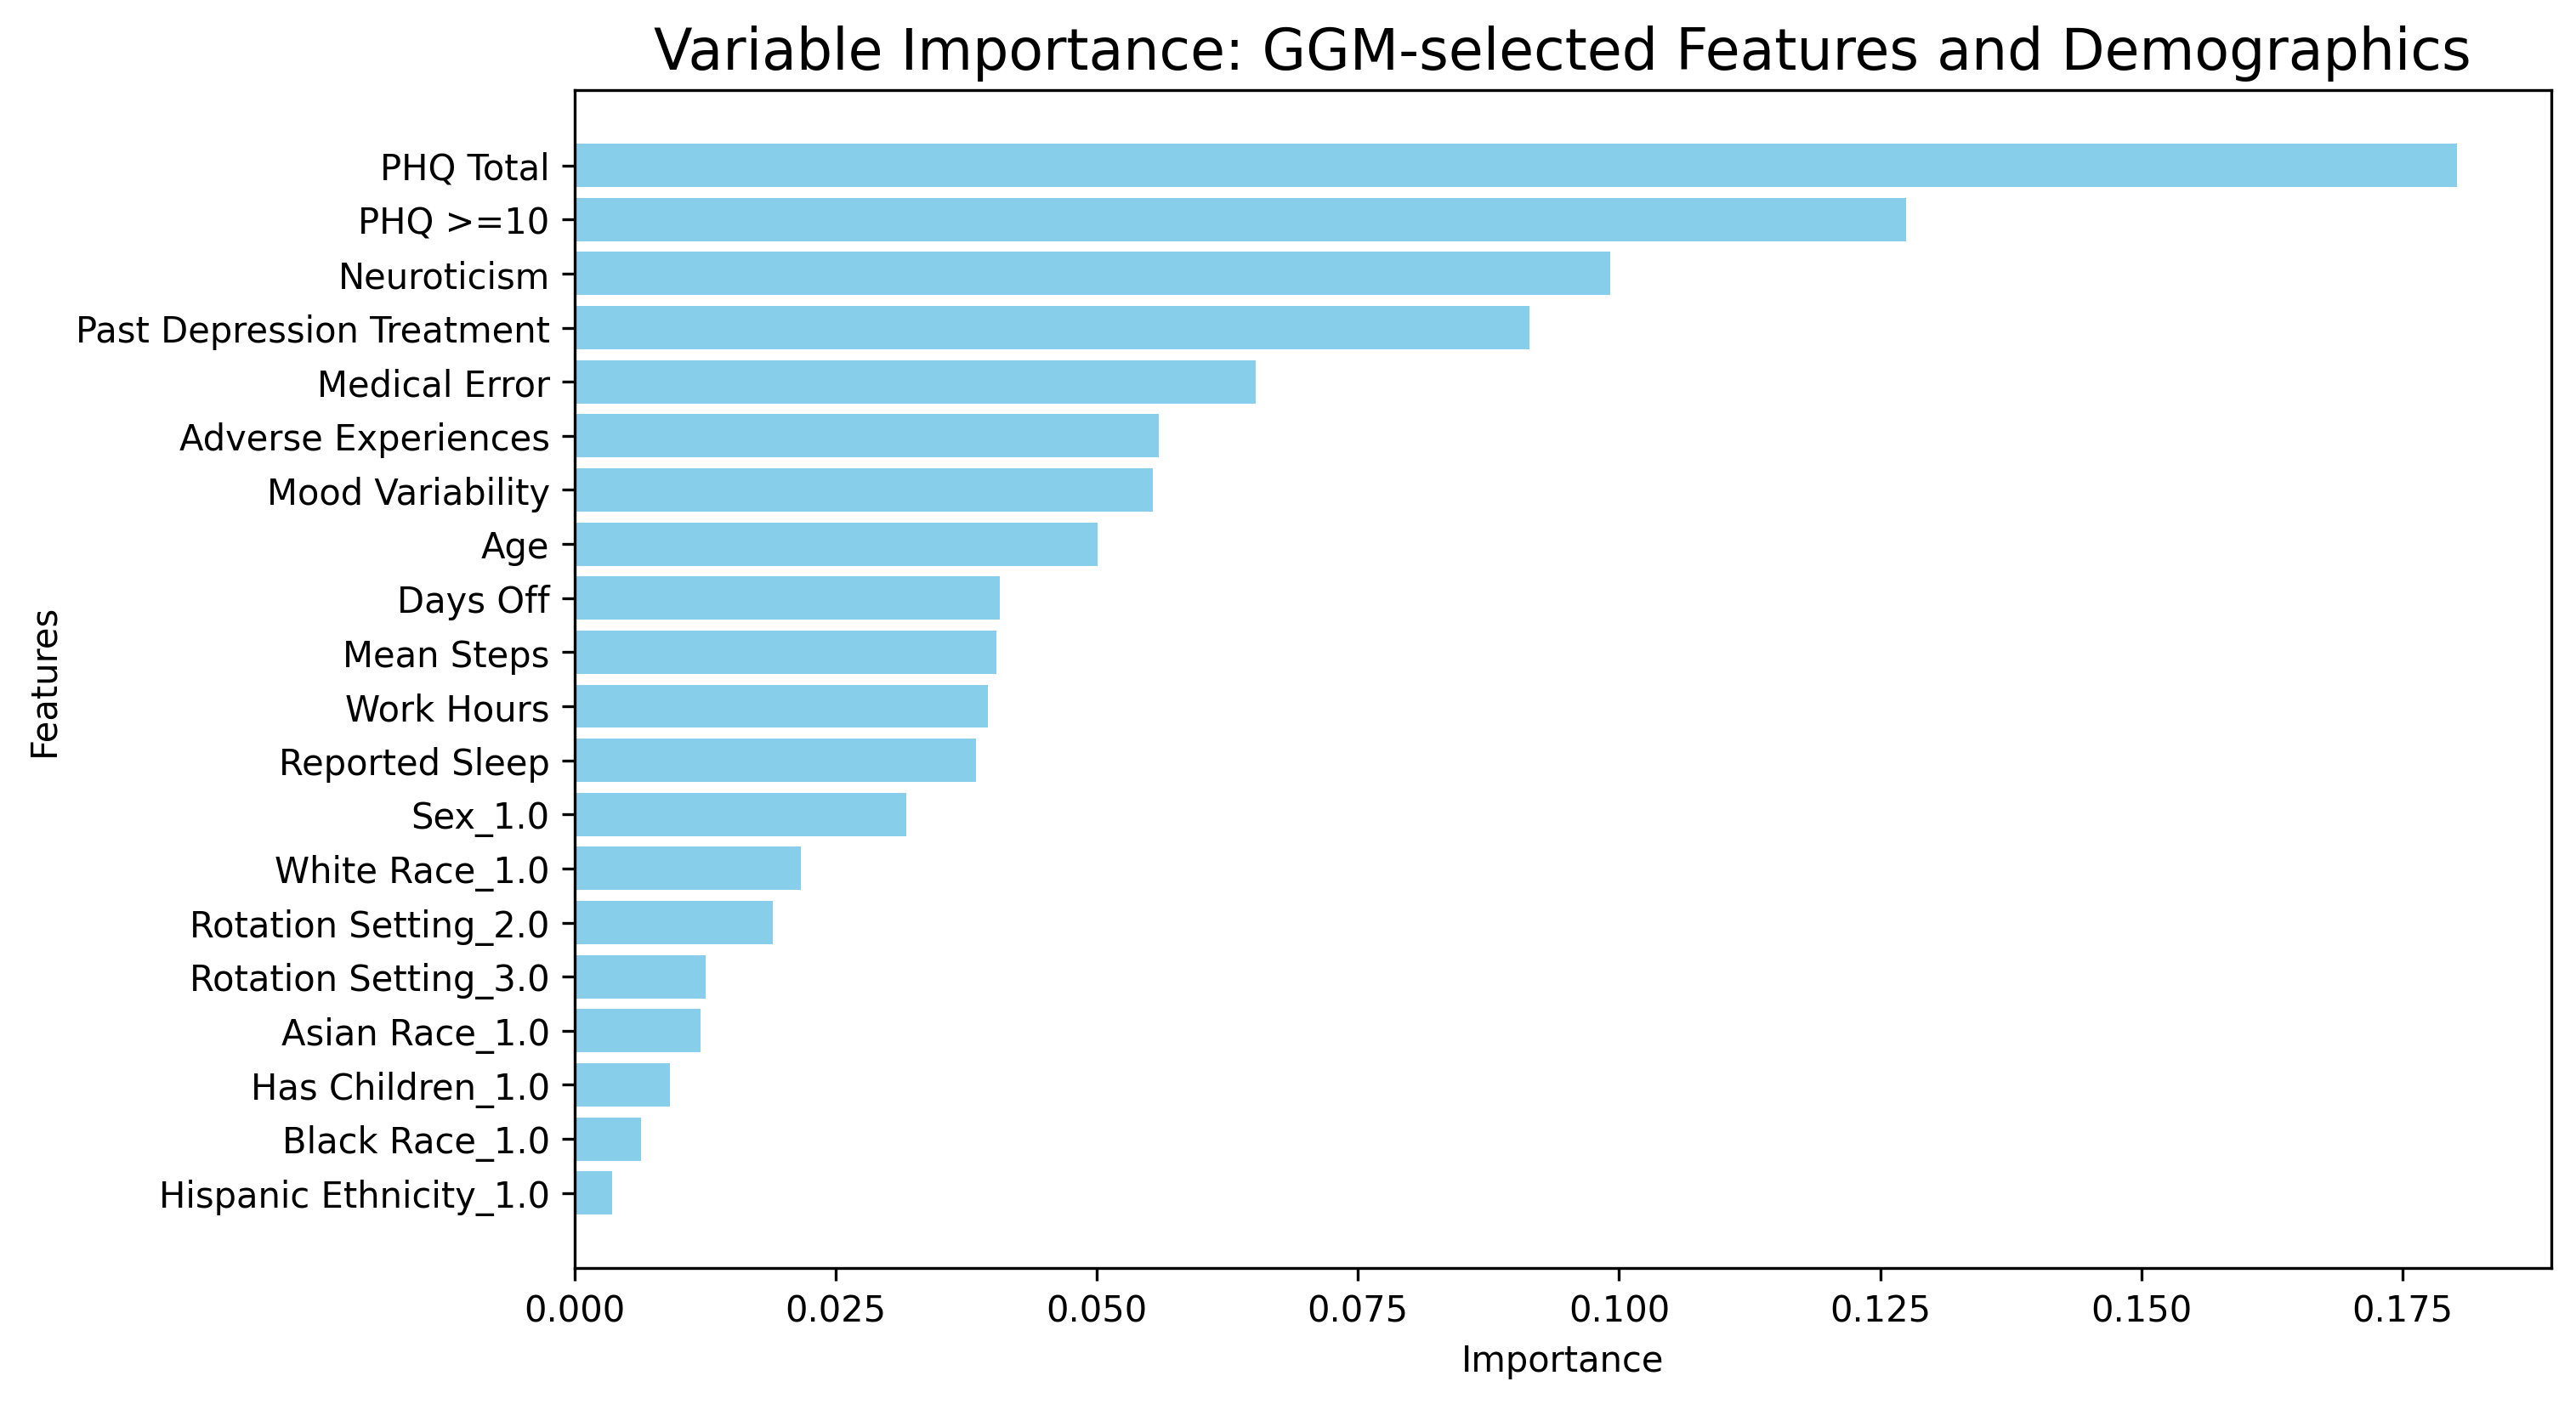 Variable Importance: GGM-selected Features and Demographics
PHQ Total
PHQ >=10
Neuroticism
Past Depression Treatment
Medical Error
Adverse Experiences
Mood Variability
Age
Days Off
Mean Steps
Work Hours
Reported Sleep
Sex_1.0
White Race_1.0
Rotation Setting_2.0
Rotation Setting_3.0
Asian Race_1.0
Has Children_1.0
Black Race_1.0
Hispanic Ethnicity_1.0
Features
0.000 0.025 0.050 0.075 0.100 0.125 0.150 0.175
Importance